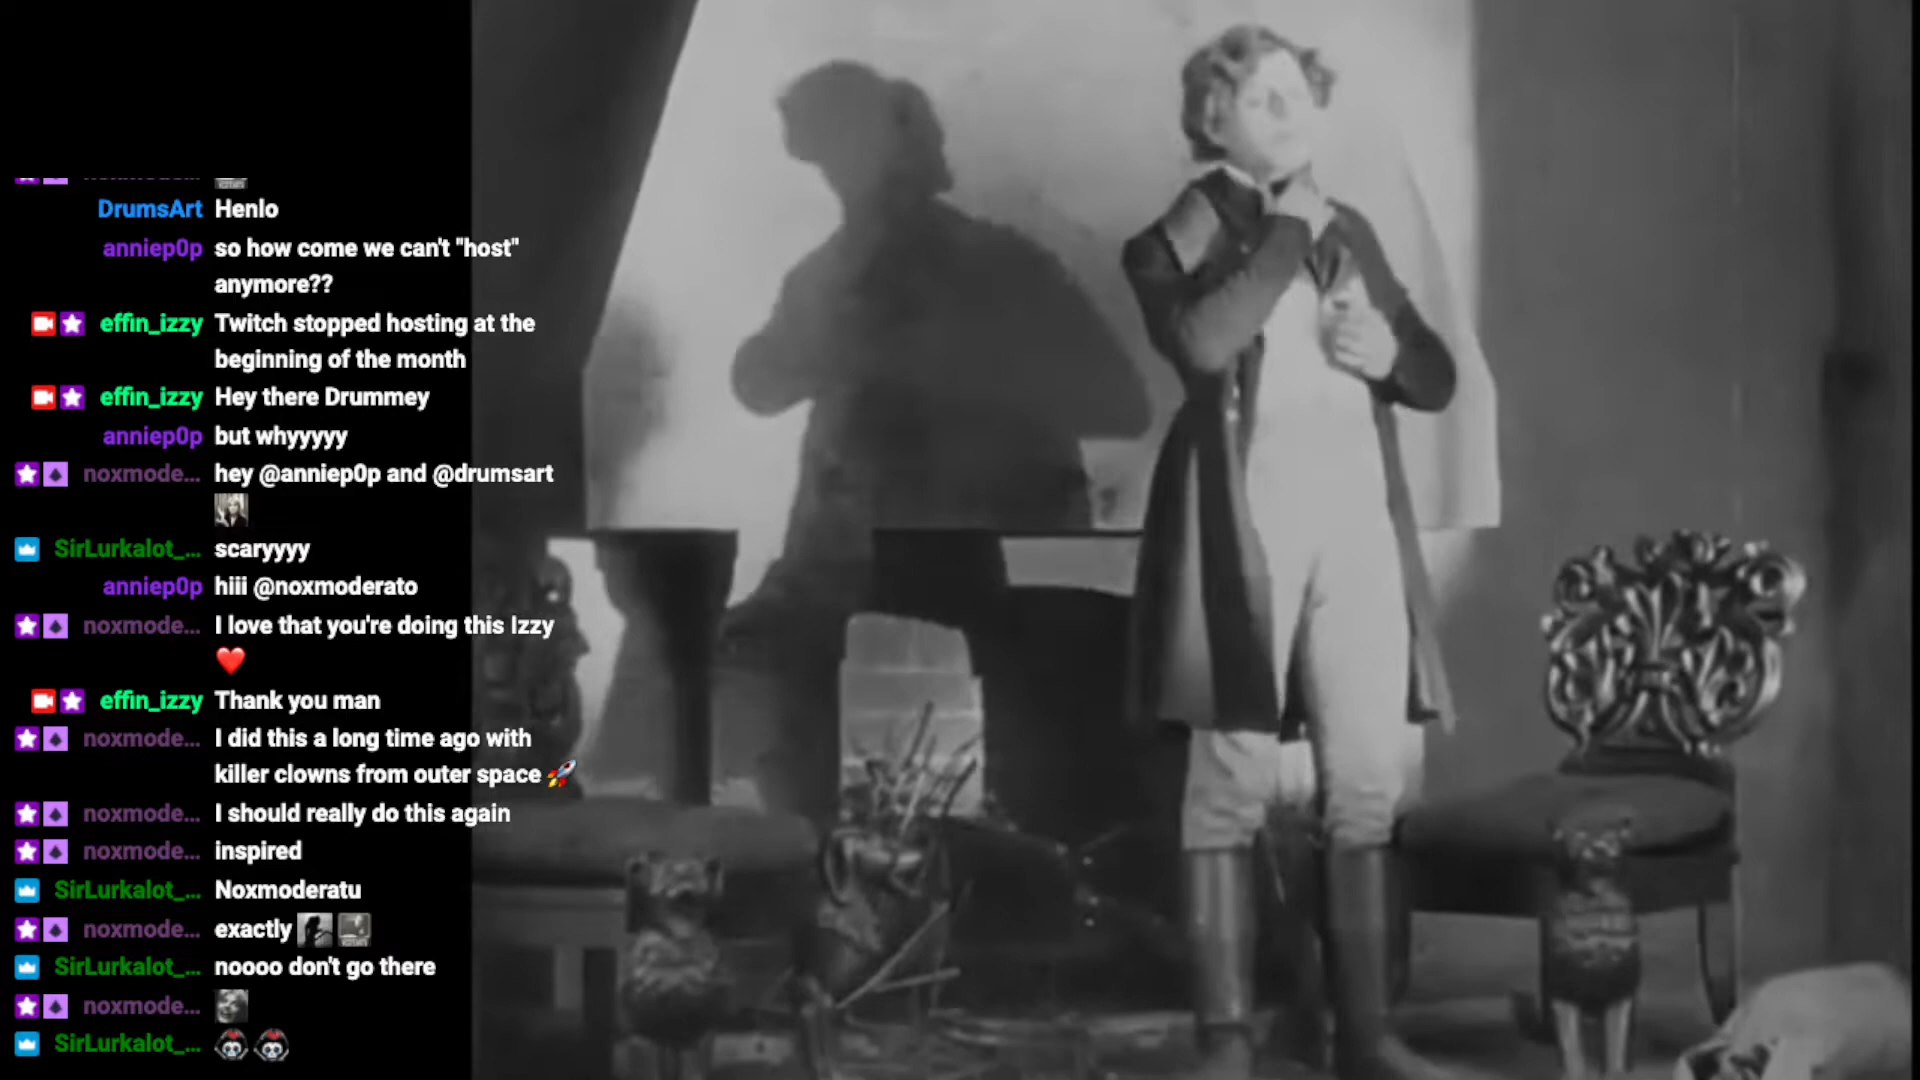 DrumsArt Henlo
anniep0p so how come we can't "host"
anymore??
effin_izzy Twitch stopped hosting at the
beginning of the month
effin_izzy Hey there Drummey
anniep0p but whyyyyy
noxmode... hey @anniep0p and @drumsart
SirLurkalot_... scaryyyy
anniep0p hiii @noxmoderato
noxmode... I love that you're doing this Izzy
❤️
effin_izzy Thank you man
noxmode... I did this a long time ago with
killer clowns from outer space 🚀
noxmode... I should really do this again
noxmode... inspired
SirLurkalot_... Noxmoderatu
noxmode... exactly
SirLurkalot_... noooo don't go there
noxmode...
SirLurkalot_...